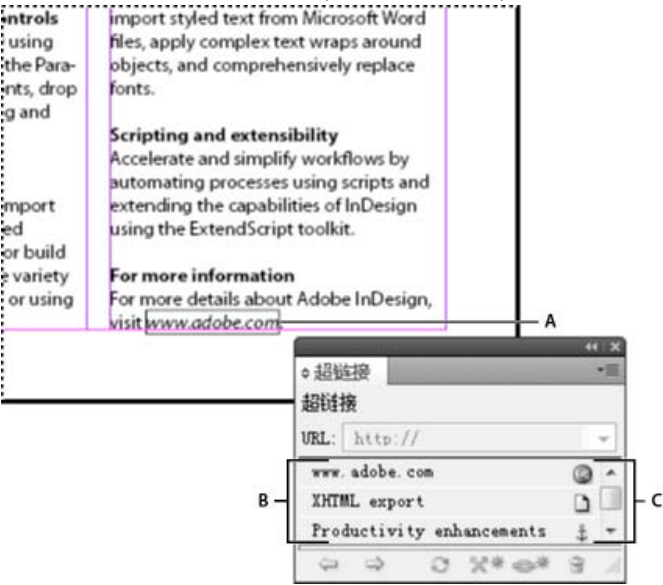 ntrols
using
the Para-
nts, drop
g and
mport
ed
or build
variety
or using
import styled text from Microsoft Word
files, apply complex text wraps around
objects, and comprehensively replace
fonts.
Scripting and extensibility
Accelerate and simplify workflows by
automating processes using scripts and
extending the capabilities of InDesign
using the ExtendScript toolkit.
For more information
For more details about Adobe InDesign,
visit www.adobe.com.
A
超链接
超链接
URL: http://
www.adobe.com
XHTML export
Productivity enhancements
B
C